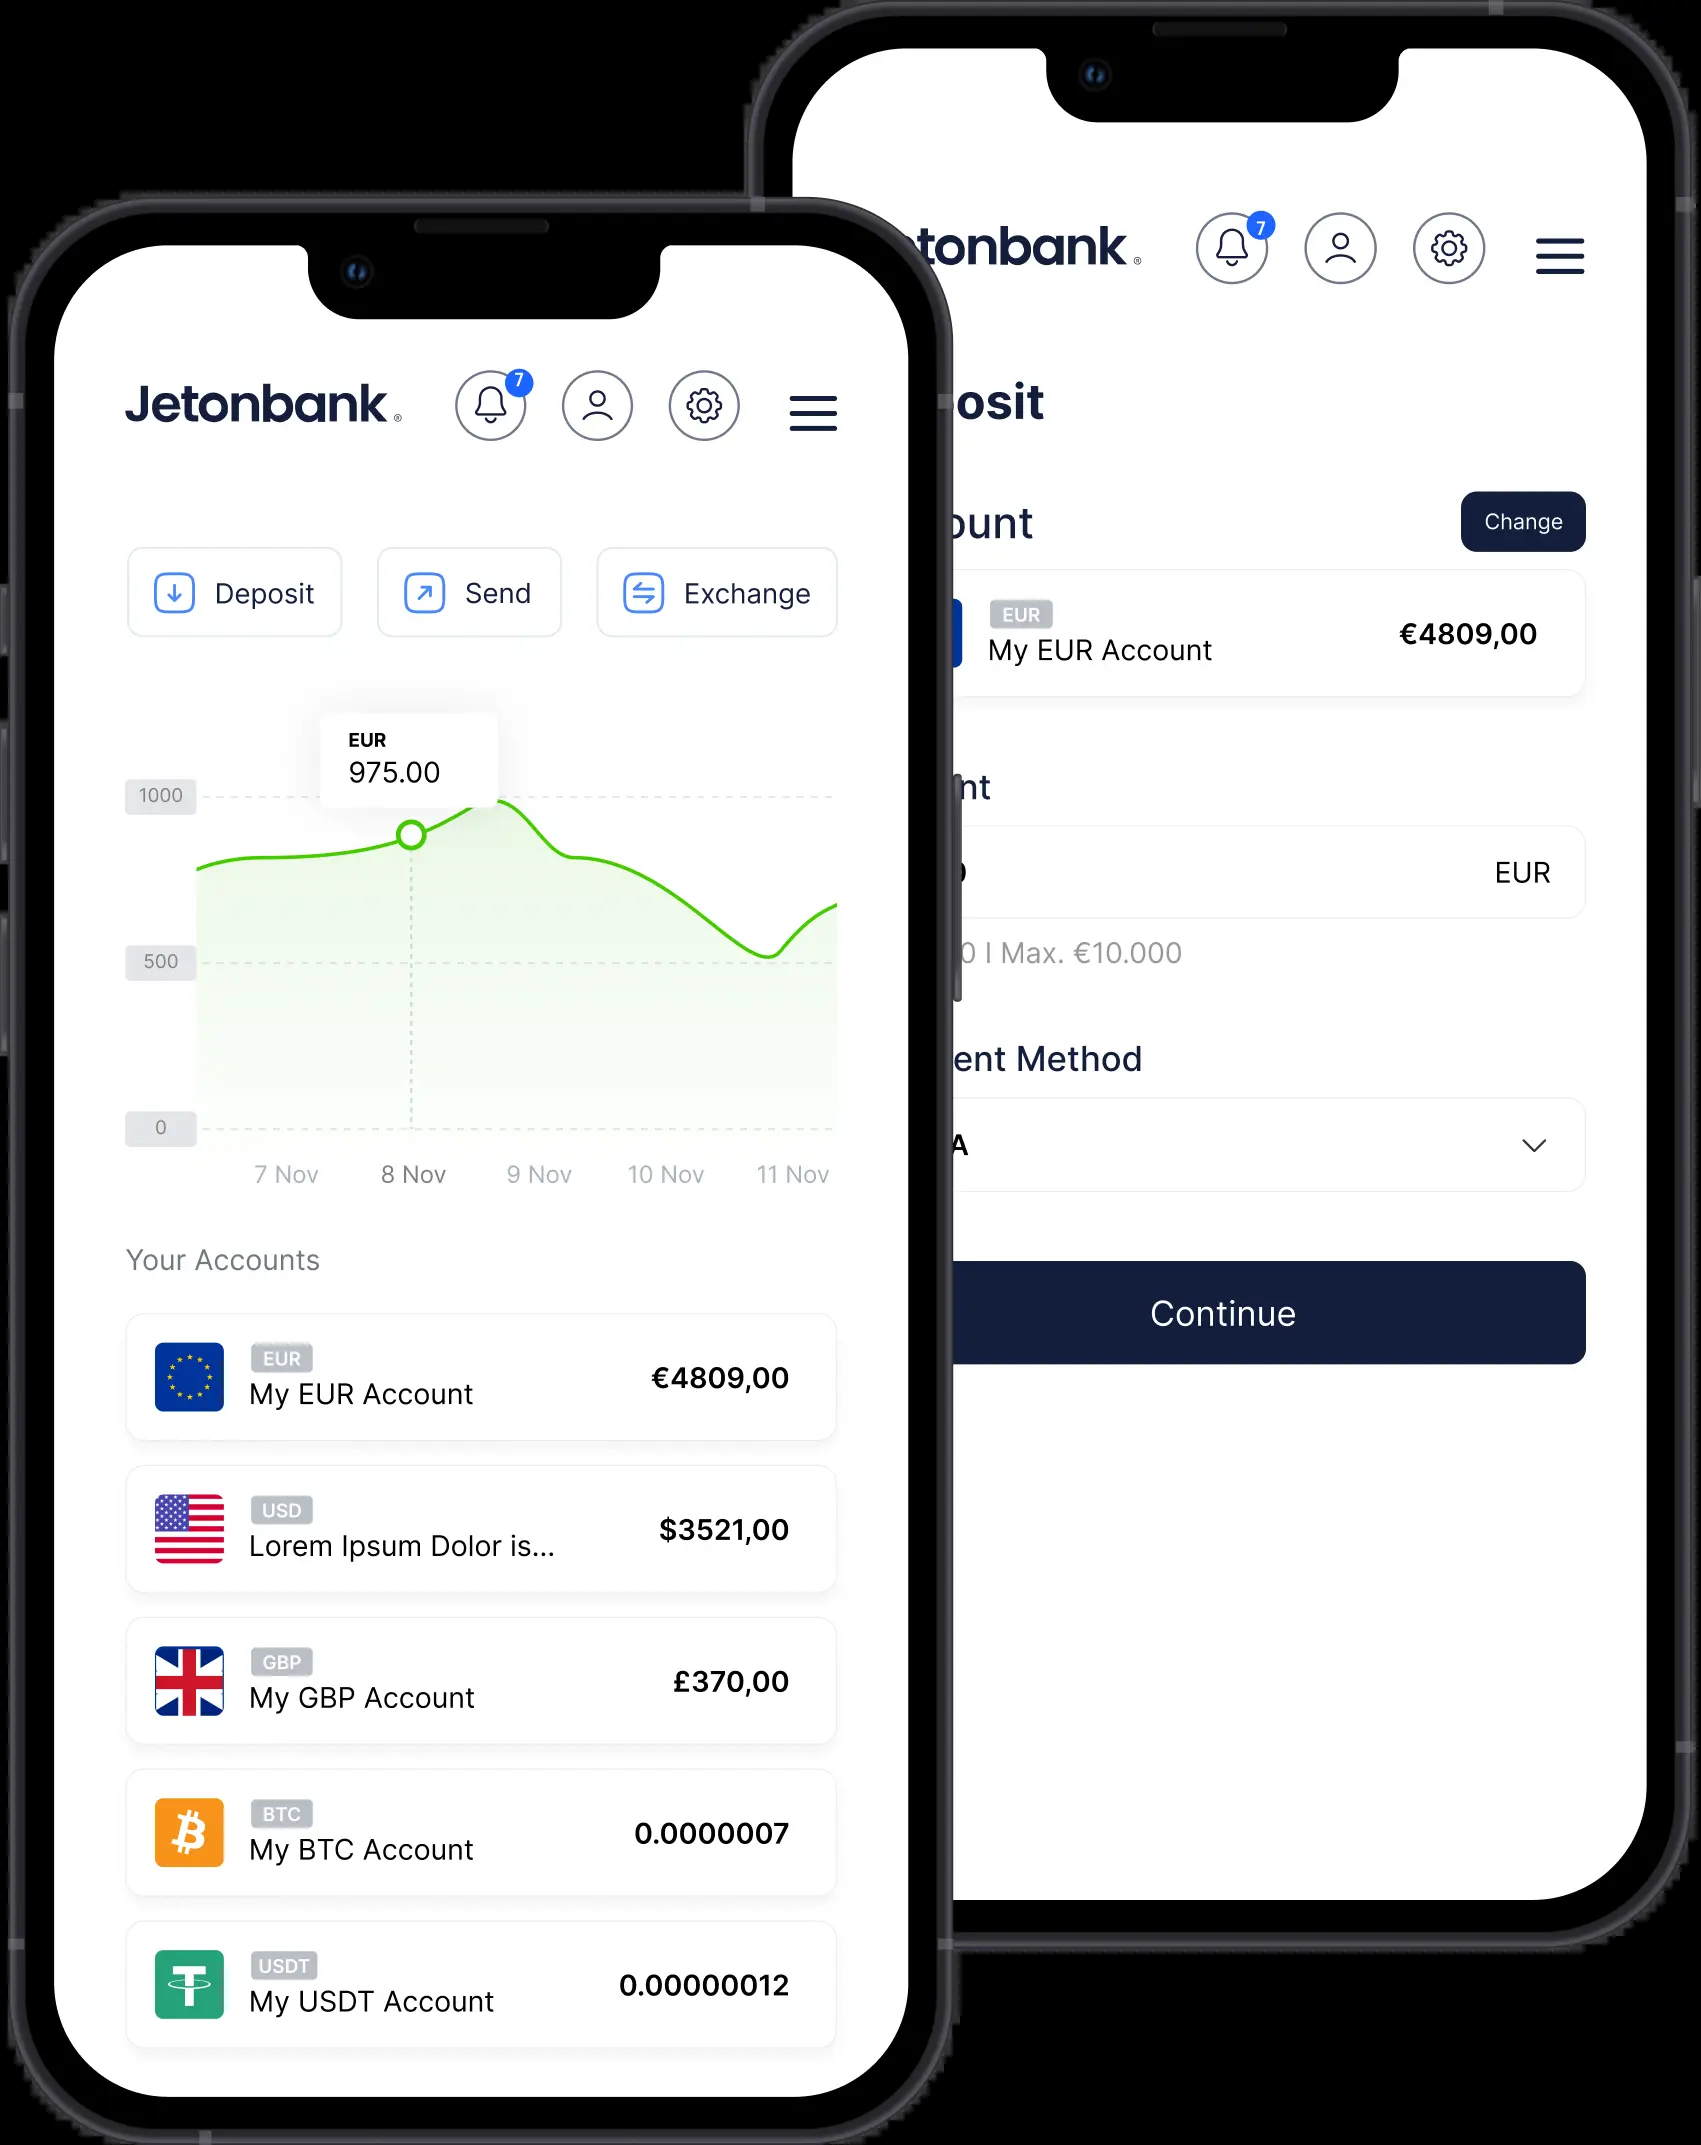 Jetonbank®
7
Deposit
Send
Exchange
EUR
975.00
1000
500
0
7 Nov
8 Nov
9 Nov
10 Nov
11 Nov
Your Accounts
EUR
My EUR Account
€4809,00
USD
Lorem Ipsum Dolor is...
$3521,00
GBP
My GBP Account
£370,00
BTC
My BTC Account
0.0000007
USDT
My USDT Account
0.00000012
tonbank®
7
osit
ount
Change
EUR
My EUR Account
€4809,00
nt
EUR
0 I Max. €10.000
ent Method
A
Continue